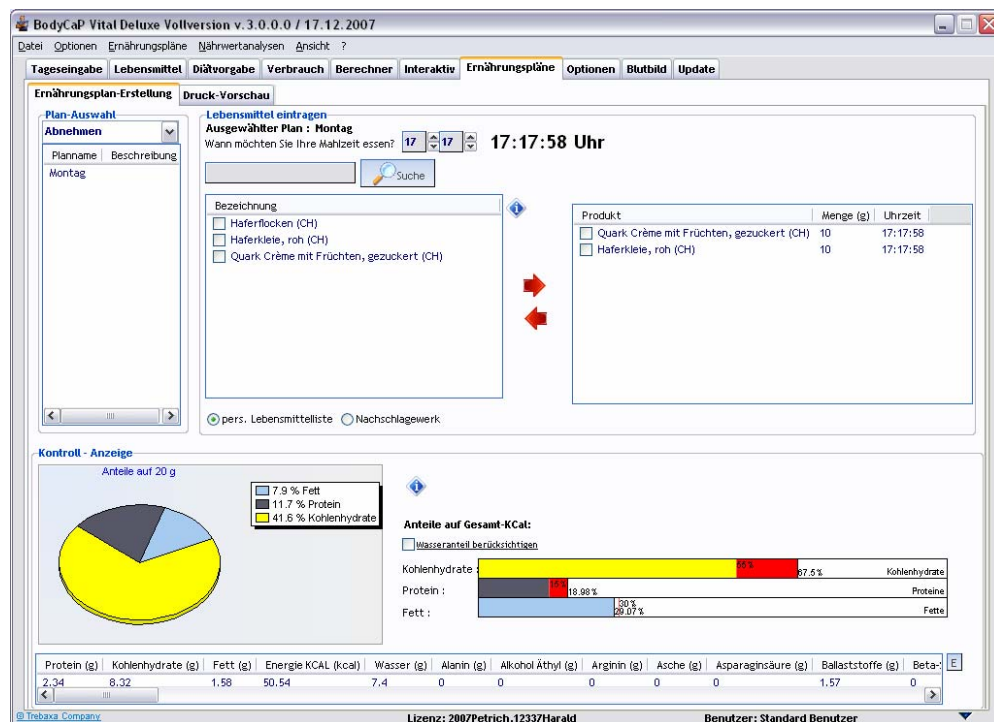 BodyCaP Vital Deluxe Vollversion v.3.0.0.0 / 17.12.2007
Datei Optionen Ernährungspläne Nährwertanalysen Ansicht ?
Tageseingabe Lebensmittel Diätvorgabe Verbrauch Berechner Interaktiv Ernährungspläne Optionen Blutbild Update
Ernährungsplan-Erstellung Druck-Vorschau
Plan-Auswahl
Abnehmen
Planname Beschreibung
Montag
Lebensmittel eintragen
Ausgewählter Plan : Montag
Wann möchten Sie Ihre Mahlzeit essen? 17 17 17:17:58 Uhr
Suche
Bezeichnung
Haferflocken (CH)
Haferkleie, roh (CH)
Quark Crème mit Früchten, gezuckert (CH)
Produkt Menge (g) Uhrzeit
Quark Crème mit Früchten, gezuckert (CH) 10 17:17:58
Haferkleie, roh (CH) 10 17:17:58
pers. Lebensmittelliste Nachschlagewerk
Kontroll - Anzeige
Anteile auf 20 g
7.9 % Fett
11.7 % Protein
41.6 % Kohlenhydrate
Anteile auf Gesamt-KCal:
Wasseranteil berücksichtigen
Kohlenhydrate : 67.5 % Kohlenhydrate
Protein : 18.98 % Proteine
Fett : 30 % 29.07 % Fette
Protein (g) Kohlenhydrate (g) Fett (g) Energie KCAL (kcal) Wasser (g) Alanin (g) Alkohol Äthyl (g) Arginin (g) Asche (g) Asparaginsäure (g) Ballaststoffe (g) Beta- E
2.34 8.32 1.58 50.54 7.4 0 0 0 0 0 1.57 0
@ Trebaxa Company Lizenz: 2007Petrich.12337Harald Benutzer: Standard Benutzer